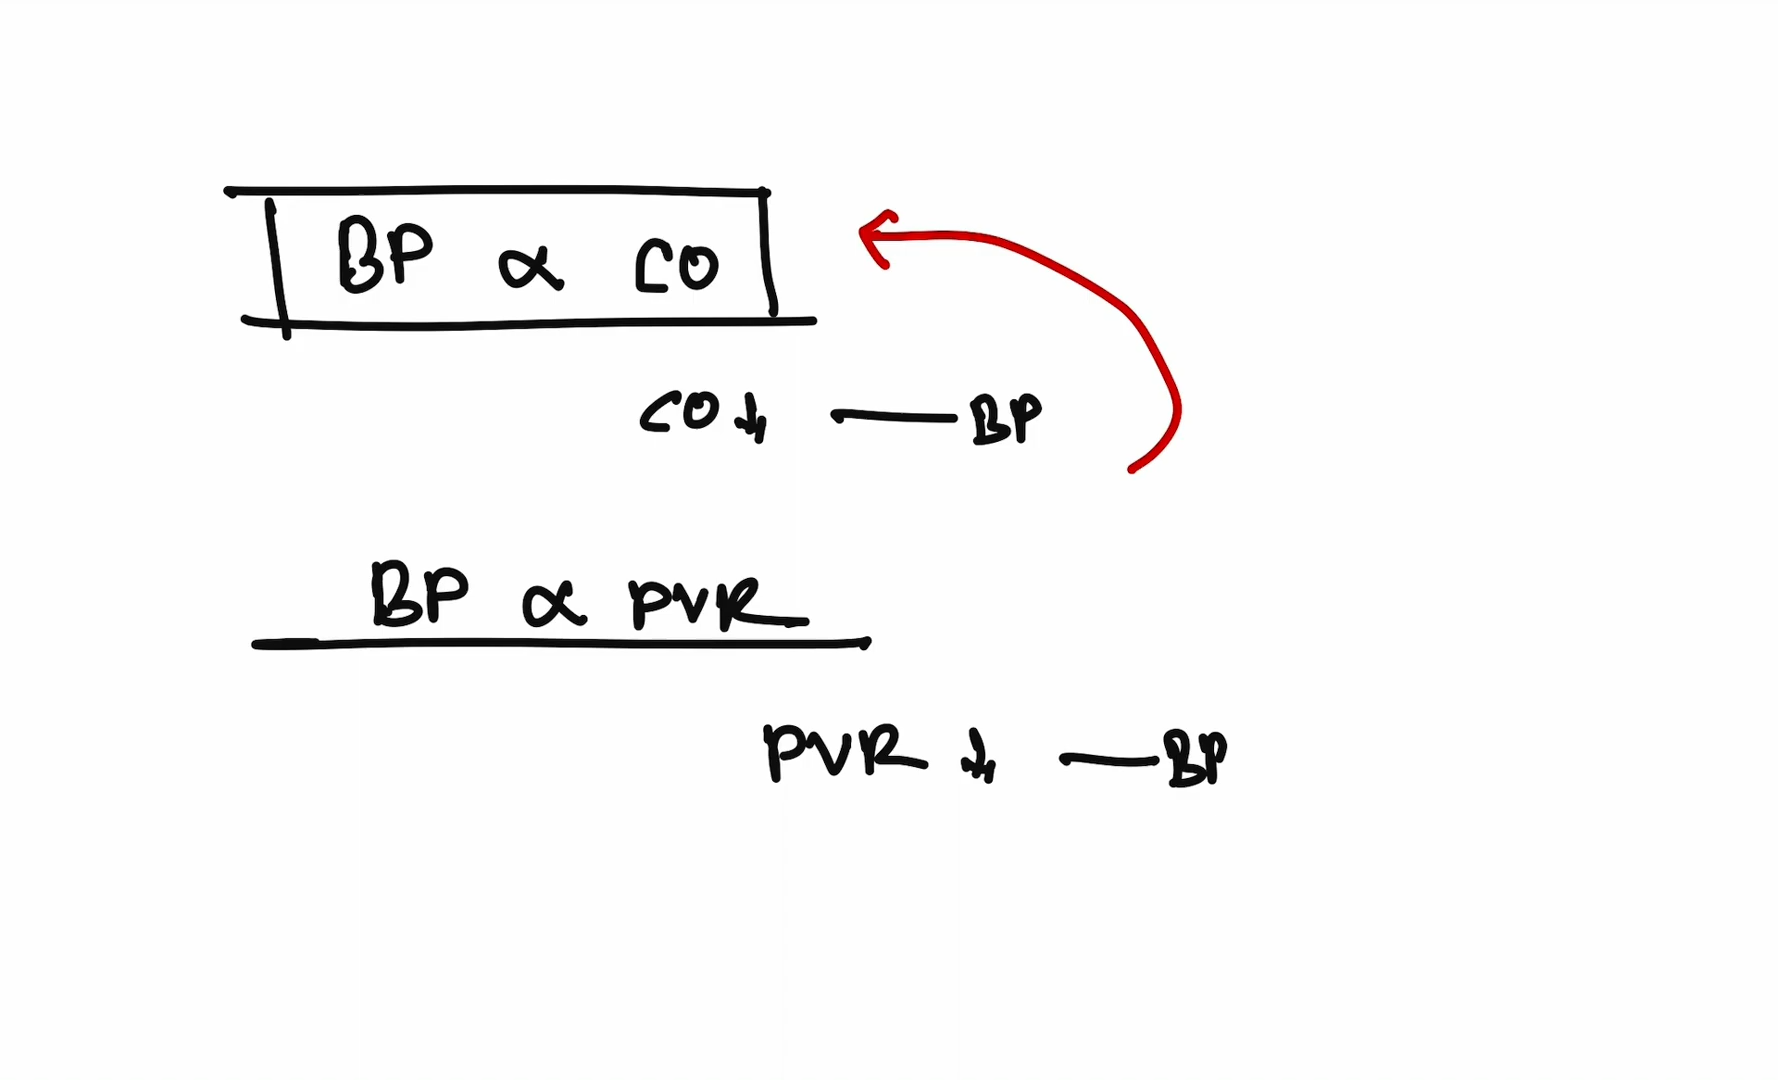 BP ∝ CO
CO↓ — BP
BP ∝ PVR
PVR ↓ — BP